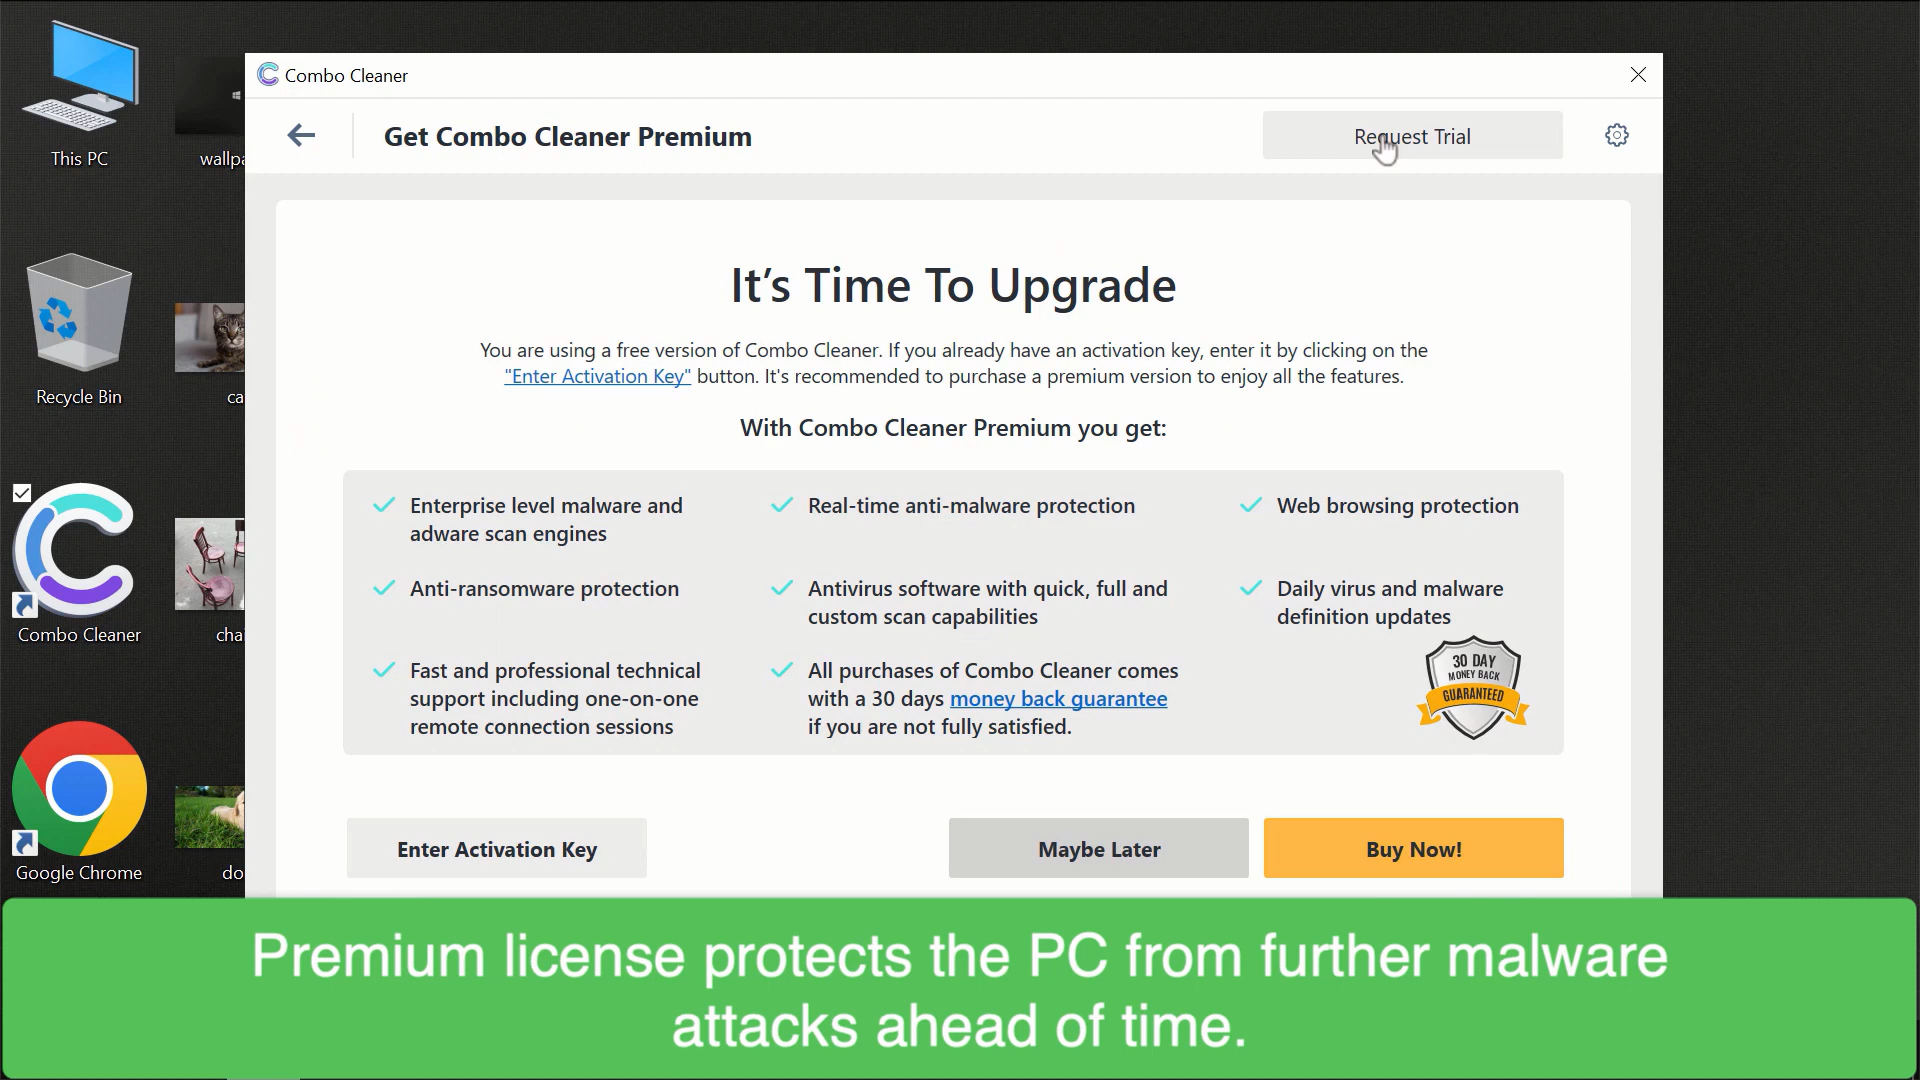 Combo Cleaner
Get Combo Cleaner Premium
Request Trial
This PC
wallpa
Recycle Bin
ca
Combo Cleaner
chai
Google Chrome
do
It's Time To Upgrade
You are using a free version of Combo Cleaner. If you already have an activation key, enter it by clicking on the
"Enter Activation Key" button. It's recommended to purchase a premium version to enjoy all the features.
With Combo Cleaner Premium you get:
Enterprise level malware and
adware scan engines
Real-time anti-malware protection
Web browsing protection
Anti-ransomware protection
Antivirus software with quick, full and
custom scan capabilities
Daily virus and malware
definition updates
Fast and professional technical
support including one-on-one
remote connection sessions
All purchases of Combo Cleaner comes
with a 30 days money back guarantee
if you are not fully satisfied.
30 DAY
MONEY BACK
GUARANTEED
Enter Activation Key
Maybe Later
Buy Now!
Premium license protects the PC from further malware
attacks ahead of time.